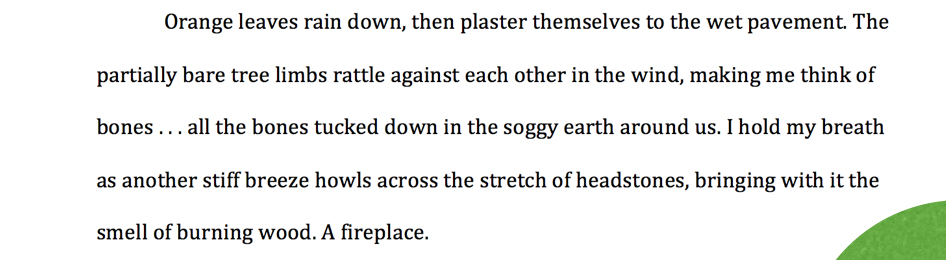 Orange leaves rain down, then plaster themselves to the wet pavement. The
partially bare tree limbs rattle against each other in the wind, making me think of
bones . . . all the bones tucked down in the soggy earth around us. I hold my breath
as another stiff breeze howls across the stretch of headstones, bringing with it the
smell of burning wood. A fireplace.